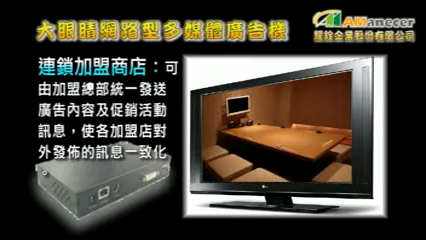 大眼睛網路型多媒體廣告機
AManecer
鋐銓企業股份有限公司
連鎖加盟商店：可
由加盟總部統一發送
廣告內容及促銷活動
訊息，使各加盟店對
外發佈的訊息一致化